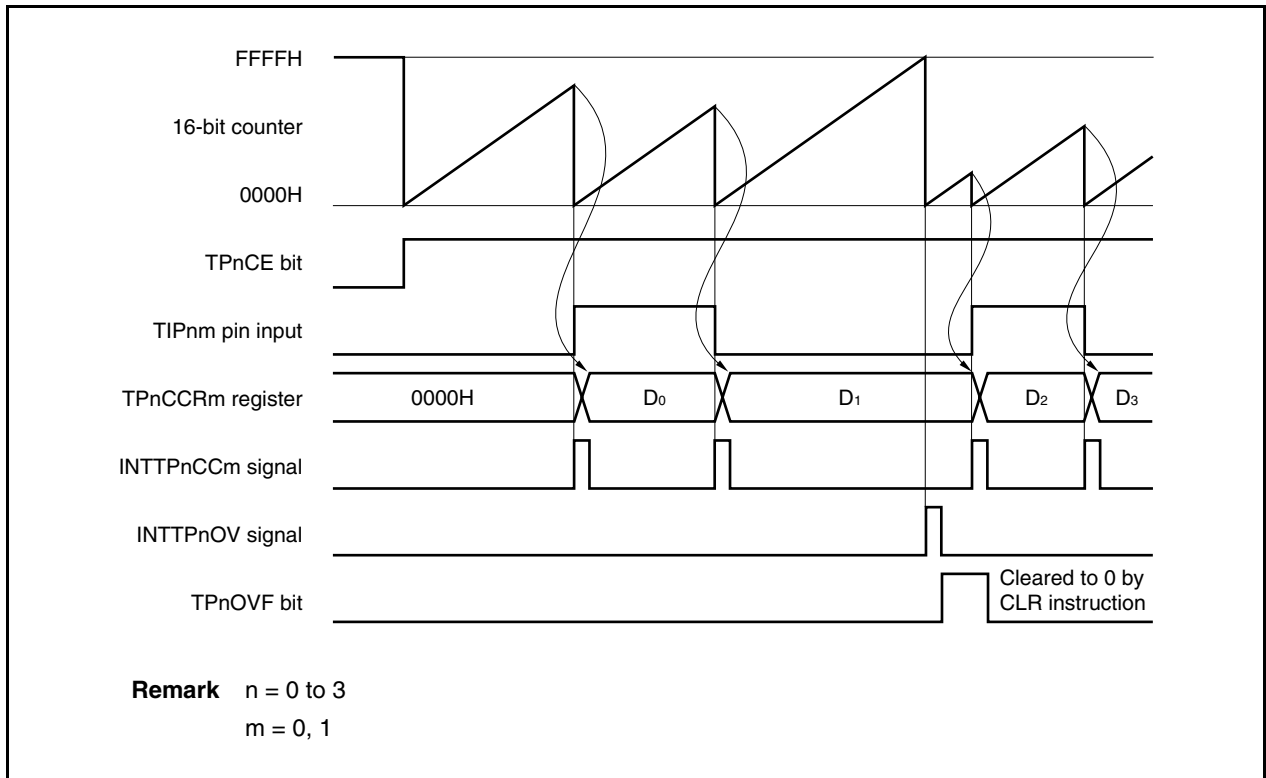 FFFFH
16-bit counter
0000H
TPnCE bit
TIPnm pin input
TPnCCRm register
0000H
D0
D1
D2
D3
INTTPnCCm signal
INTTPnOV signal
TPnOVF bit
Cleared to 0 by
CLR instruction
Remark n = 0 to 3
m = 0, 1